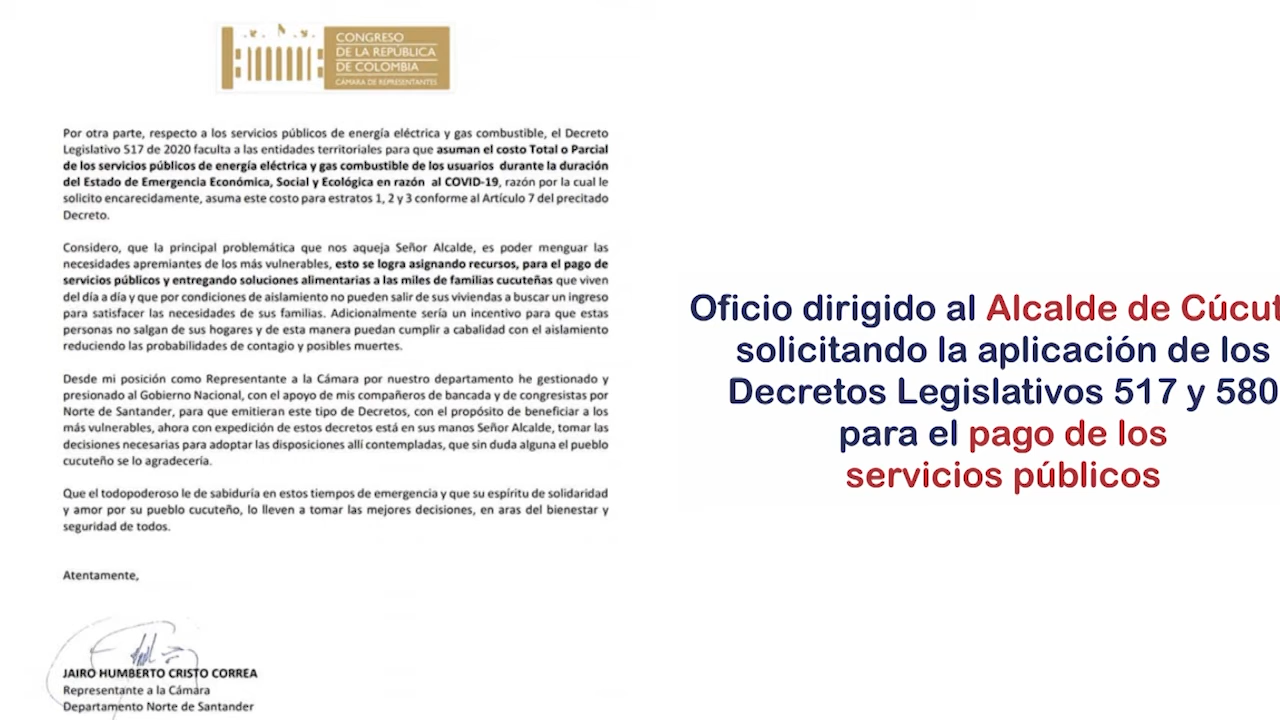 CONGRESO
DE LA REPÚBLICA
DE COLOMBIA
CÁMARA DE REPRESENTANTES
Por otra parte, respecto a los servicios públicos de energía eléctrica y gas combustible, el Decreto
Legislativo 517 de 2020 faculta a las entidades territoriales para que asuman el costo Total o Parcial
de los servicios públicos de energía eléctrica y gas combustible de los usuarios durante la duración
del Estado de Emergencia Económica, Social y Ecológica en razón al COVID-19, razón por la cual le
solicito encarecidamente, asuma este costo para estratos 1, 2 y 3 conforme al Artículo 7 del precitado
Decreto.
Considero, que la principal problemática que nos aqueja Señor Alcalde, es poder menguar las
necesidades apremiantes de los más vulnerables, esto se logra asignando recursos, para el pago de
servicios públicos y entregando soluciones alimentarias a las miles de familias cucuteñas que viven
del día a día y que por condiciones de aislamiento no pueden salir de sus viviendas a buscar un ingreso
para satisfacer las necesidades de sus familias. Adicionalmente sería un incentivo para que estas
personas no salgan de sus hogares y de esta manera puedan cumplir a cabalidad con el aislamiento
reduciendo las probabilidades de contagio y posibles muertes.
Desde mi posición como Representante a la Cámara por nuestro departamento he gestionado y
presionado al Gobierno Nacional, con el apoyo de mis compañeros de bancada y de congresistas por
Norte de Santander, para que emitieran este tipo de Decretos, con el propósito de beneficiar a los
más vulnerables, ahora con expedición de estos decretos está en sus manos Señor Alcalde, tomar las
decisiones necesarias para adoptar las disposiciones allí contempladas, que sin duda alguna el pueblo
cucuteño se lo agradecería.
Que el todopoderoso le de sabiduría en estos tiempos de emergencia y que su espíritu de solidaridad
y amor por su pueblo cucuteño, lo lleven a tomar las mejores decisiones, en aras del bienestar y
seguridad de todos.
Atentamente,
JAIRO HUMBERTO CRISTO CORREA
Representante a la Cámara
Departamento Norte de Santander
Oficio dirigido al Alcalde de Cúcut
solicitando la aplicación de los
Decretos Legislativos 517 y 580
para el pago de los
servicios públicos